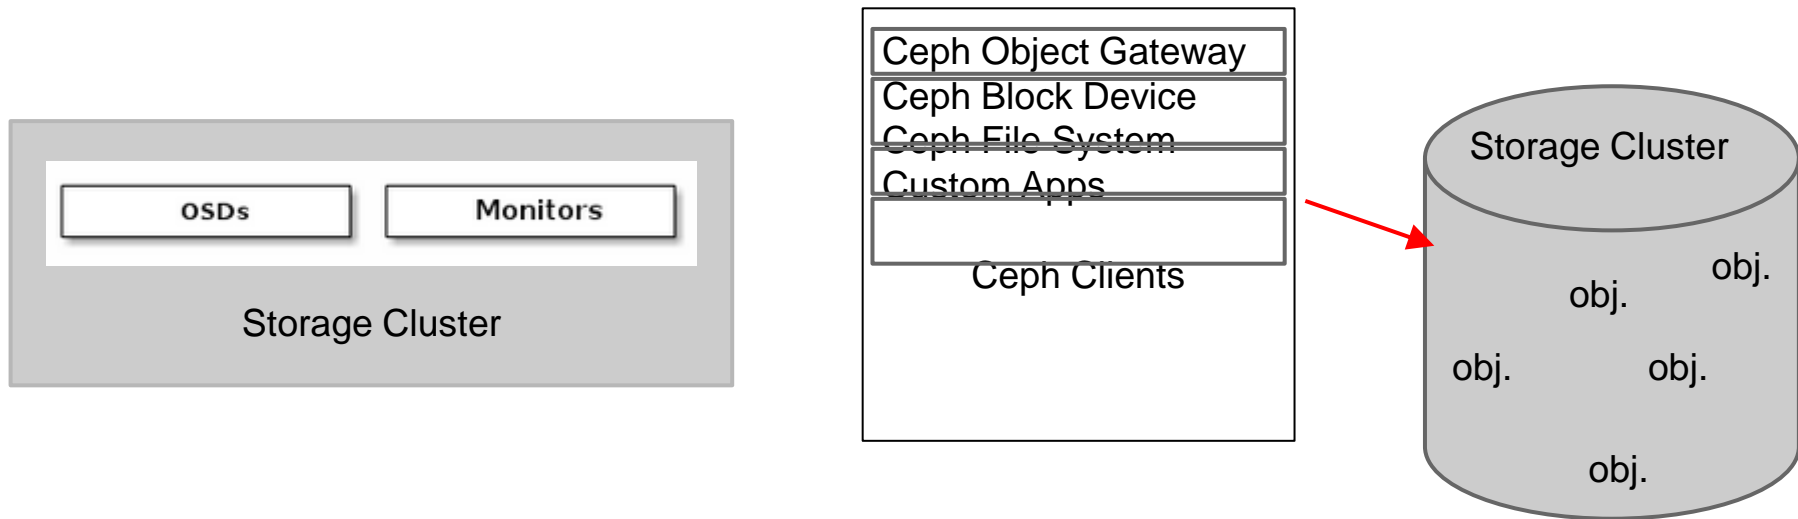 OSDs
Monitors
Storage Cluster
Ceph Object Gateway
Ceph Block Device
Ceph File System
Custom Apps
Ceph Clients
Storage Cluster
obj.
obj.
obj.
obj.
obj.